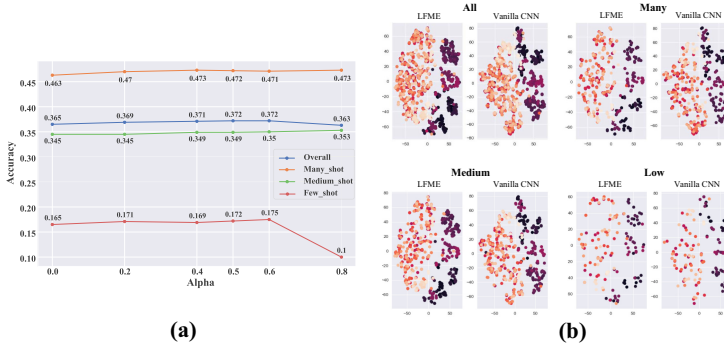 0.45
0.40
0.35
0.30
0.25
0.20
0.15
0.10
Accuracy
0.463
0.47
0.473
0.472
0.471
0.473
0.365
0.369
0.371
0.372
0.372
0.363
0.345
0.345
0.349
0.349
0.35
0.353
Overall
Many_shot
Medium_shot
Few_shot
0.165
0.171
0.169
0.172
0.175
0.1
0.0
0.2
0.4
0.5
0.6
0.8
Alpha
(a)
All
LFME
Vanilla CNN
Many
LFME
Vanilla CNN
Medium
LFME
Vanilla CNN
Low
LFME
Vanilla CNN
(b)